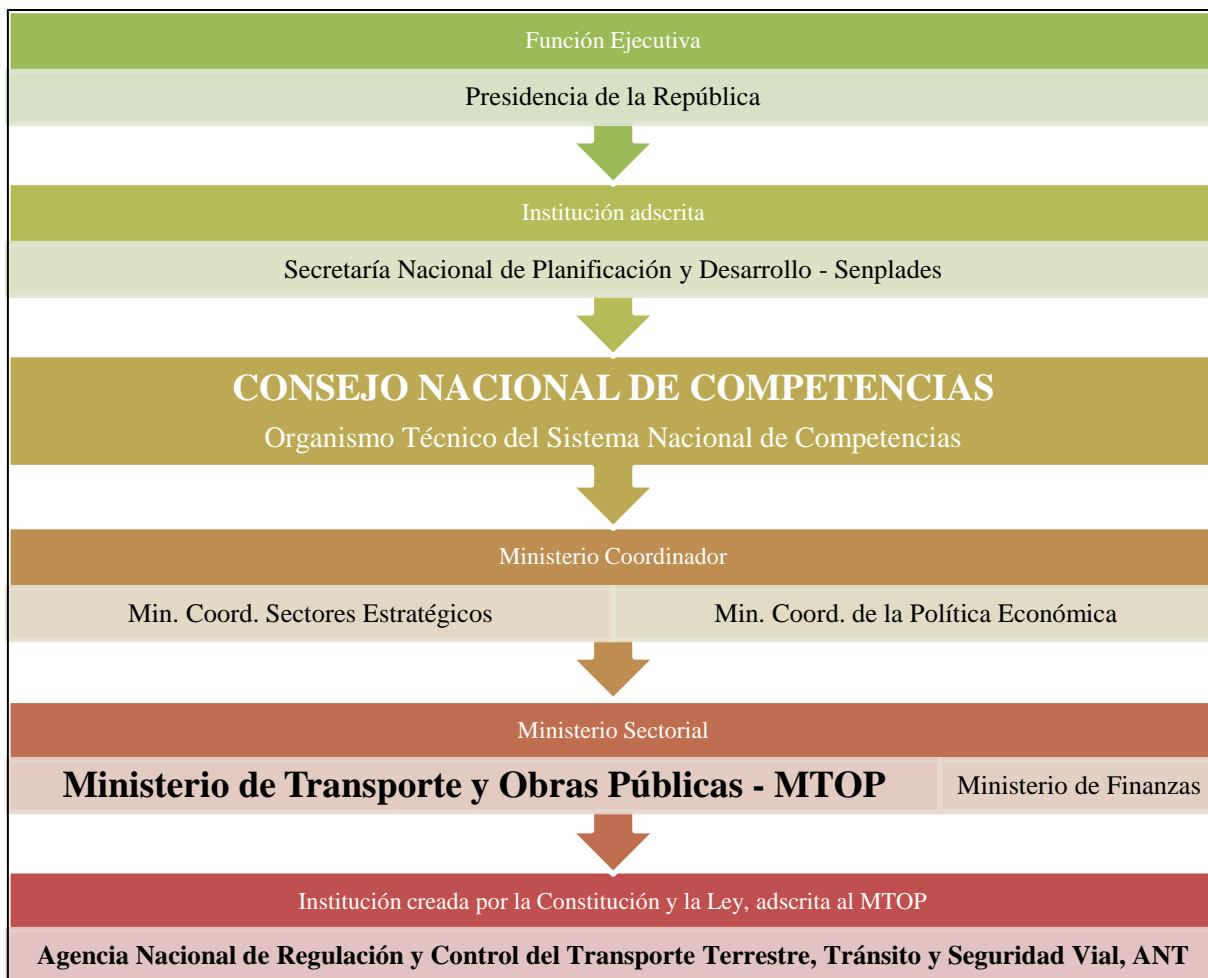 Función Ejecutiva
Presidencia de la República
Institución adscrita
Secretaría Nacional de Planificación y Desarrollo - Senplades
CONSEJO NACIONAL DE COMPETENCIAS
Organismo Técnico del Sistema Nacional de Competencias
Ministerio Coordinador
Min. Coord. Sectores Estratégicos
Min. Coord. de la Política Económica
Ministerio Sectorial
Ministerio de Transporte y Obras Públicas - MTOP
Ministerio de Finanzas
Institución creada por la Constitución y la Ley, adscrita al MTOP
Agencia Nacional de Regulación y Control del Transporte Terrestre, Tránsito y Seguridad Vial, ANT